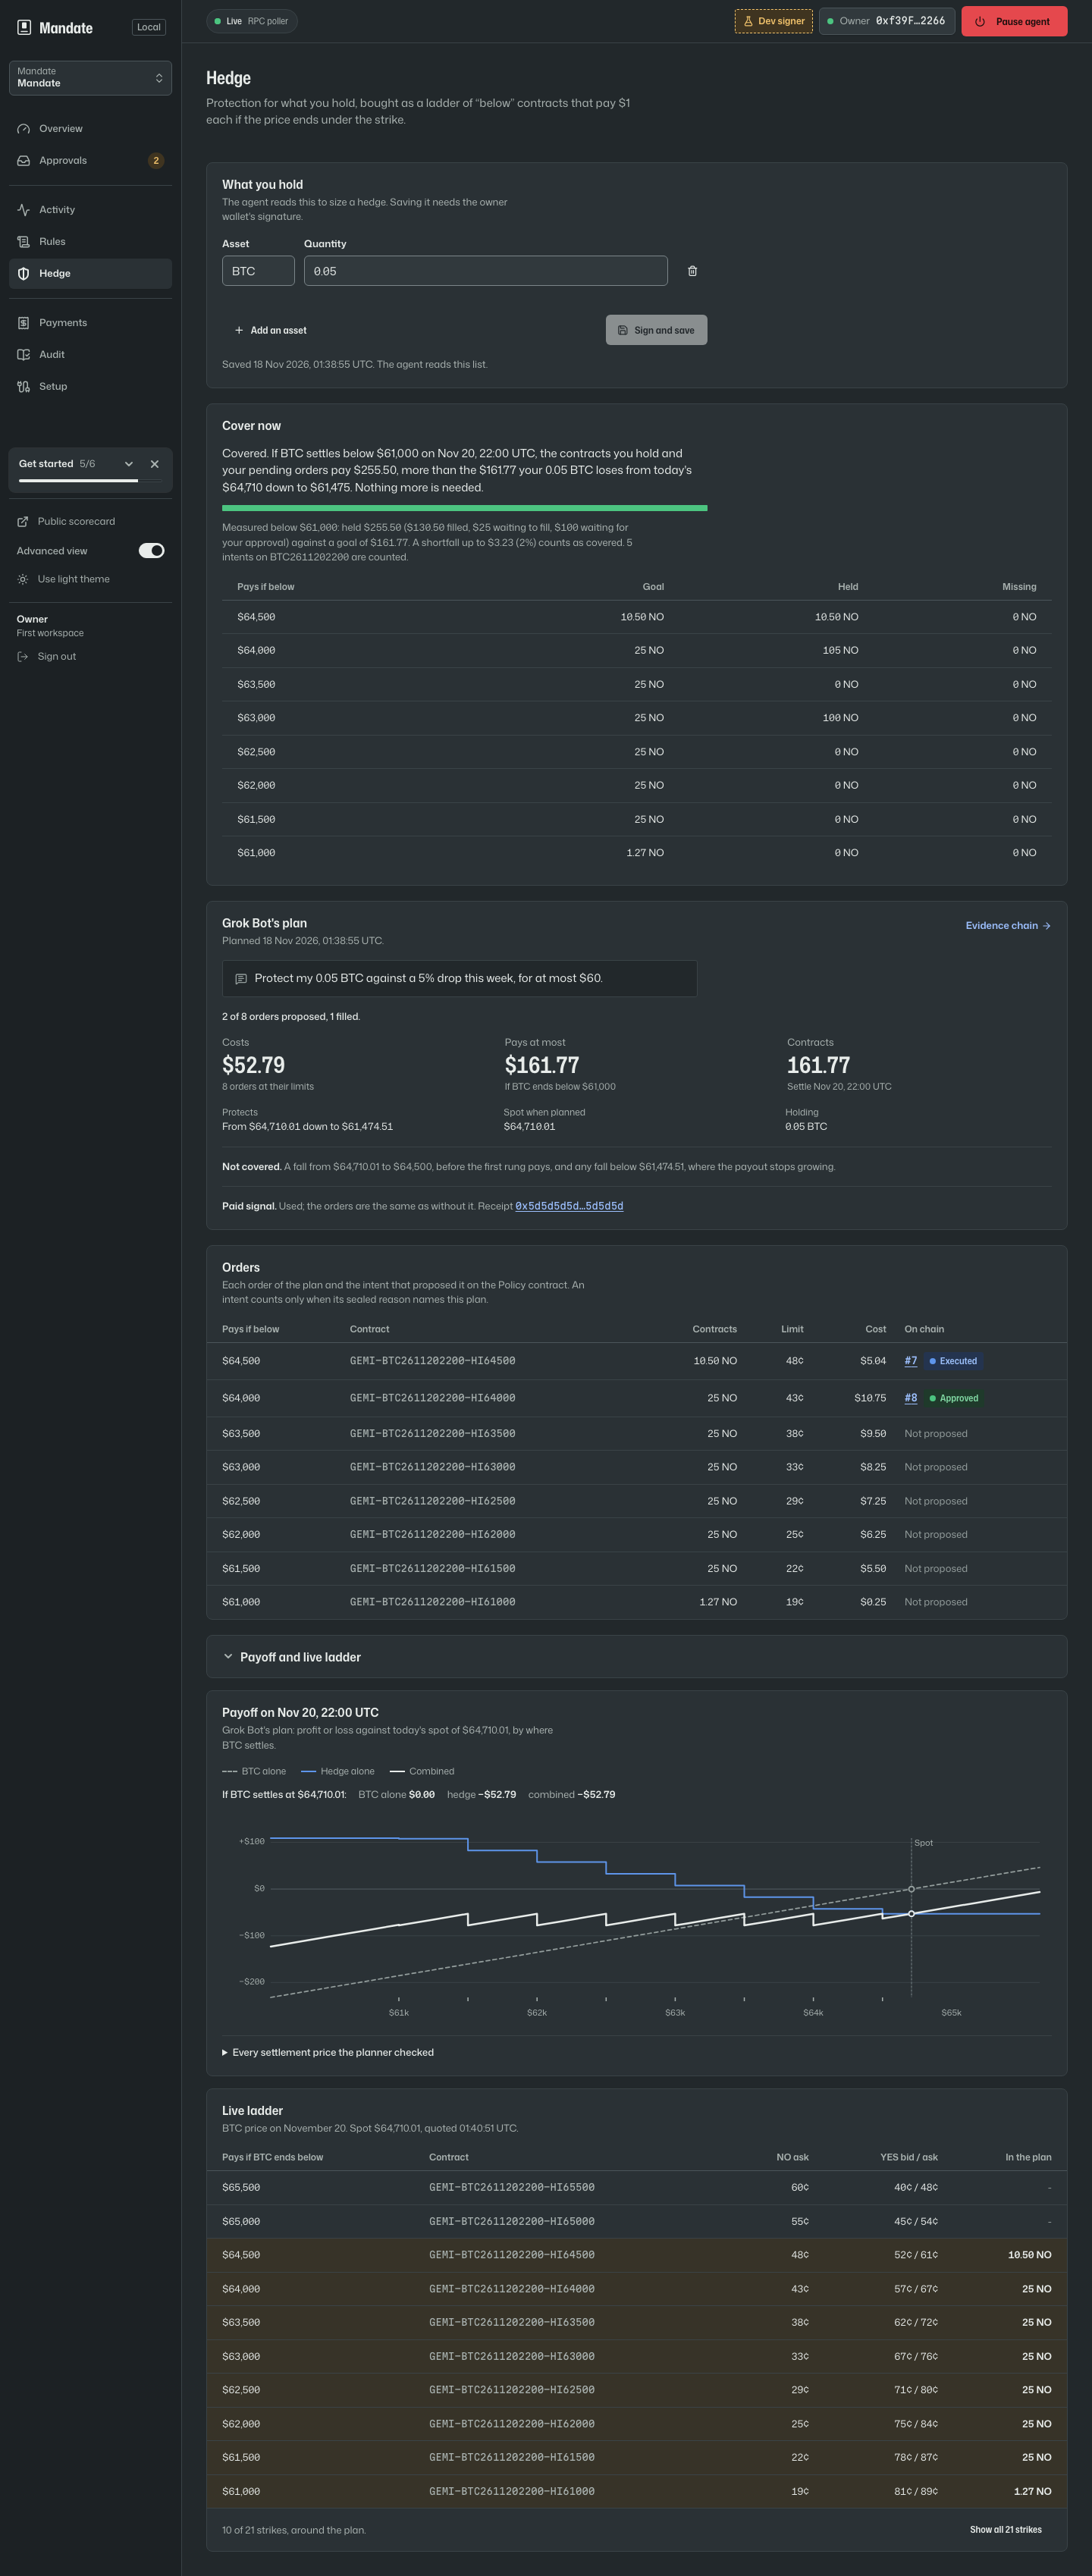 Mandate
Local
Mandate
Mandate
Overview
Approvals 2
Activity
Rules
Hedge
Payments
Audit
Setup
Get started 5/6
Public scorecard
Advanced view
Use light theme
Owner
First workspace
Sign out
Live RPC poller
Dev signer
Owner 0xf39F…2266
Pause agent
Hedge
Protection for what you hold, bought as a ladder of “below” contracts that pay $1
each if the price ends under the strike.
What you hold
The agent reads this to size a hedge. Saving it needs the owner
wallet's signature.
Asset Quantity
BTC 0.05
Add an asset
Sign and save
Saved 18 Nov 2026, 01:38:55 UTC. The agent reads this list.
Cover now
Covered. If BTC settles below $61,000 on Nov 20, 22:00 UTC, the contracts you hold and
your pending orders pay $255.50, more than the $161.77 your 0.05 BTC loses from today's
$64,710 down to $61,475. Nothing more is needed.
Measured below $61,000: held $255.50 ($130.50 filled, $25 waiting to fill, $100 waiting for
your approval) against a goal of $161.77. A shortfall up to $3.23 (2%) counts as covered. 5
intents on BTC2611202200 are counted.
Pays if below Goal Held Missing
$64,500 10.50 NO 10.50 NO 0 NO
$64,000 25 NO 105 NO 0 NO
$63,500 25 NO 0 NO 0 NO
$63,000 25 NO 100 NO 0 NO
$62,500 25 NO 0 NO 0 NO
$62,000 25 NO 0 NO 0 NO
$61,500 25 NO 0 NO 0 NO
$61,000 1.27 NO 0 NO 0 NO
Grok Bot's plan
Evidence chain →
Planned 18 Nov 2026, 01:38:55 UTC.
Protect my 0.05 BTC against a 5% drop this week, for at most $60.
2 of 8 orders proposed, 1 filled.
Costs Pays at most Contracts
$52.79 $161.77 161.77
8 orders at their limits If BTC ends below $61,000 Settle Nov 20, 22:00 UTC
Protects Spot when planned Holding
From $64,710.01 down to $61,474.51 $64,710.01 0.05 BTC
Not covered. A fall from $64,710.01 to $64,500, before the first rung pays, and any fall below $61,474.51, where the payout stops growing.
Paid signal. Used; the orders are the same as without it. Receipt 0x5d5d5d5d…5d5d5d
Orders
Each order of the plan and the intent that proposed it on the Policy contract. An
intent counts only when its sealed reason names this plan.
Pays if below Contract Contracts Limit Cost On chain
$64,500 GEMI-BTC2611202200-HI64500 10.50 NO 48¢ $5.04 #7 Executed
$64,000 GEMI-BTC2611202200-HI64000 25 NO 43¢ $10.75 #8 Approved
$63,500 GEMI-BTC2611202200-HI63500 25 NO 38¢ $9.50 Not proposed
$63,000 GEMI-BTC2611202200-HI63000 25 NO 33¢ $8.25 Not proposed
$62,500 GEMI-BTC2611202200-HI62500 25 NO 29¢ $7.25 Not proposed
$62,000 GEMI-BTC2611202200-HI62000 25 NO 25¢ $6.25 Not proposed
$61,500 GEMI-BTC2611202200-HI61500 25 NO 22¢ $5.50 Not proposed
$61,000 GEMI-BTC2611202200-HI61000 1.27 NO 19¢ $0.25 Not proposed
Payoff and live ladder
Payoff on Nov 20, 22:00 UTC
Grok Bot's plan: profit or loss against today's spot of $64,710.01, by where
BTC settles.
BTC alone Hedge alone Combined
If BTC settles at $64,710.01: BTC alone $0.00 hedge −$52.79 combined −$52.79
+$100
Spot
$0
−$100
−$200
$61k $62k $63k $64k $65k
Every settlement price the planner checked
Live ladder
BTC price on November 20. Spot $64,710.01, quoted 01:40:51 UTC.
Pays if BTC ends below Contract NO ask YES bid / ask In the plan
$65,500 GEMI-BTC2611202200-HI65500 60¢ 40¢ / 48¢ -
$65,000 GEMI-BTC2611202200-HI65000 55¢ 45¢ / 54¢ -
$64,500 GEMI-BTC2611202200-HI64500 48¢ 52¢ / 61¢ 10.50 NO
$64,000 GEMI-BTC2611202200-HI64000 43¢ 57¢ / 67¢ 25 NO
$63,500 GEMI-BTC2611202200-HI63500 38¢ 62¢ / 72¢ 25 NO
$63,000 GEMI-BTC2611202200-HI63000 33¢ 67¢ / 76¢ 25 NO
$62,500 GEMI-BTC2611202200-HI62500 29¢ 71¢ / 80¢ 25 NO
$62,000 GEMI-BTC2611202200-HI62000 25¢ 75¢ / 84¢ 25 NO
$61,500 GEMI-BTC2611202200-HI61500 22¢ 78¢ / 87¢ 25 NO
$61,000 GEMI-BTC2611202200-HI61000 19¢ 81¢ / 89¢ 1.27 NO
10 of 21 strikes, around the plan.
Show all 21 strikes